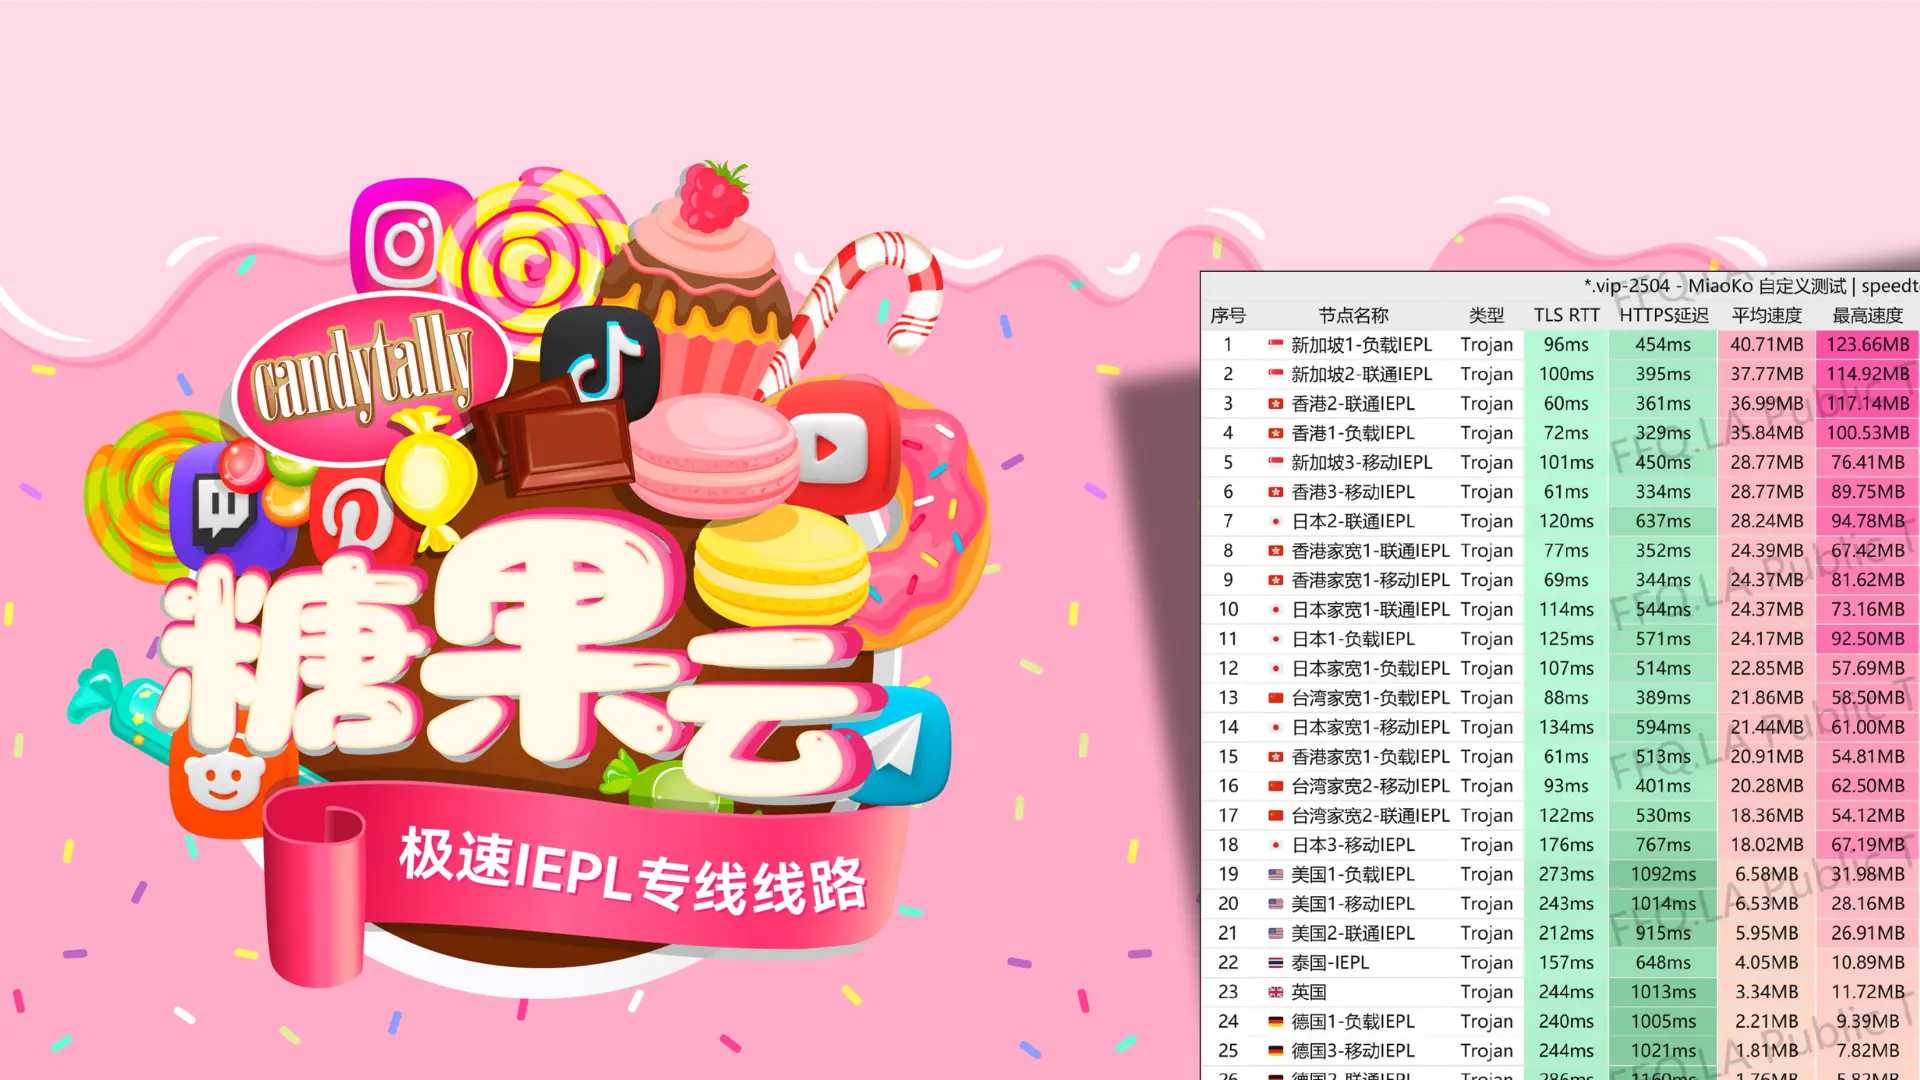 candytally
糖果云
极速IEPL专线线路
*.vip-2504 - MiaoKo 自定义测试 | speedte
序号 节点名称 类型 TLS RTT HTTPS延迟 平均速度 最高速度
1 新加坡1-负载IEPL Trojan 96ms 454ms 40.71MB 123.66MB
2 新加坡2-联通IEPL Trojan 100ms 395ms 37.77MB 114.92MB
3 香港2-联通IEPL Trojan 60ms 361ms 36.99MB 117.14MB
4 香港1-负载IEPL Trojan 72ms 329ms 35.84MB 100.53MB
5 新加坡3-移动IEPL Trojan 101ms 450ms 28.77MB 76.41MB
6 香港3-移动IEPL Trojan 61ms 334ms 28.77MB 89.75MB
7 日本2-联通IEPL Trojan 120ms 637ms 28.24MB 94.78MB
8 香港家宽1-联通IEPL Trojan 77ms 352ms 24.39MB 67.42MB
9 香港家宽1-移动IEPL Trojan 69ms 344ms 24.37MB 81.62MB
10 日本家宽1-联通IEPL Trojan 114ms 544ms 24.37MB 73.16MB
11 日本1-负载IEPL Trojan 125ms 571ms 24.17MB 92.50MB
12 日本家宽1-负载IEPL Trojan 107ms 514ms 22.85MB 57.69MB
13 台湾家宽1-负载IEPL Trojan 88ms 389ms 21.86MB 58.50MB
14 日本家宽1-移动IEPL Trojan 134ms 594ms 21.44MB 61.00MB
15 香港家宽1-负载IEPL Trojan 61ms 513ms 20.91MB 54.81MB
16 台湾家宽2-移动IEPL Trojan 93ms 401ms 20.28MB 62.50MB
17 台湾家宽2-联通IEPL Trojan 122ms 530ms 18.36MB 54.12MB
18 日本3-移动IEPL Trojan 176ms 767ms 18.02MB 67.19MB
19 美国1-负载IEPL Trojan 273ms 1092ms 6.58MB 31.98MB
20 美国1-移动IEPL Trojan 243ms 1014ms 6.53MB 28.16MB
21 美国2-联通IEPL Trojan 212ms 915ms 5.95MB 26.91MB
22 泰国-IEPL Trojan 157ms 648ms 4.05MB 10.89MB
23 英国 Trojan 244ms 1013ms 3.34MB 11.72MB
24 德国1-负载IEPL Trojan 240ms 1005ms 2.21MB 9.39MB
25 德国3-移动IEPL Trojan 244ms 1021ms 1.81MB 7.82MB
26 德国2-联通IEPL Trojan 286ms 1160ms 1.76MB 5.82MB